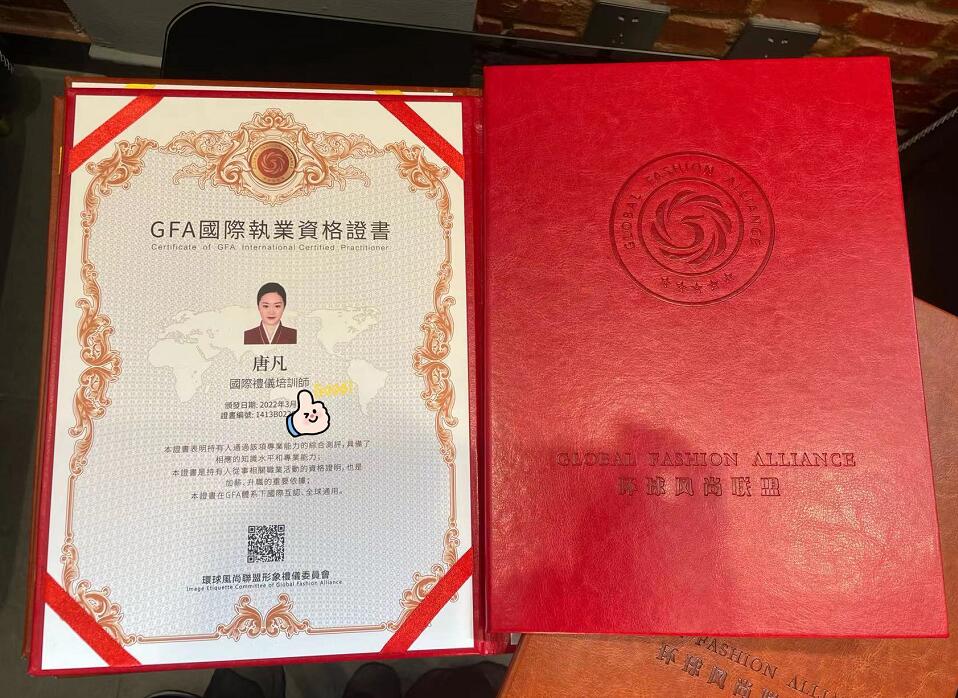 GFA國際執業資格證書
Certificate of GFA International Certified Practitioner
唐凡
國際禮儀培訓師
Good!
頒發日期: 2022年3月
證書編號: 1413B02
本證書表明持有人通過該項專業能力的綜合測評,具備了
相應的知識水平和專業能力;
本證書是持有人從事相關職業活動的資格證明,也是
加薪、升職的重要依據;
本證書在GFA體系下國際互認、全球通用。
環球風尚聯盟形象禮儀委員會
Image Etiquette Committee of Global Fashion Alliance
GLOBAL FASHION ALLIANCE
GLOBAL FASHION ALLIANCE
环球风尚联盟
FASHION ALLI
环球风尚联